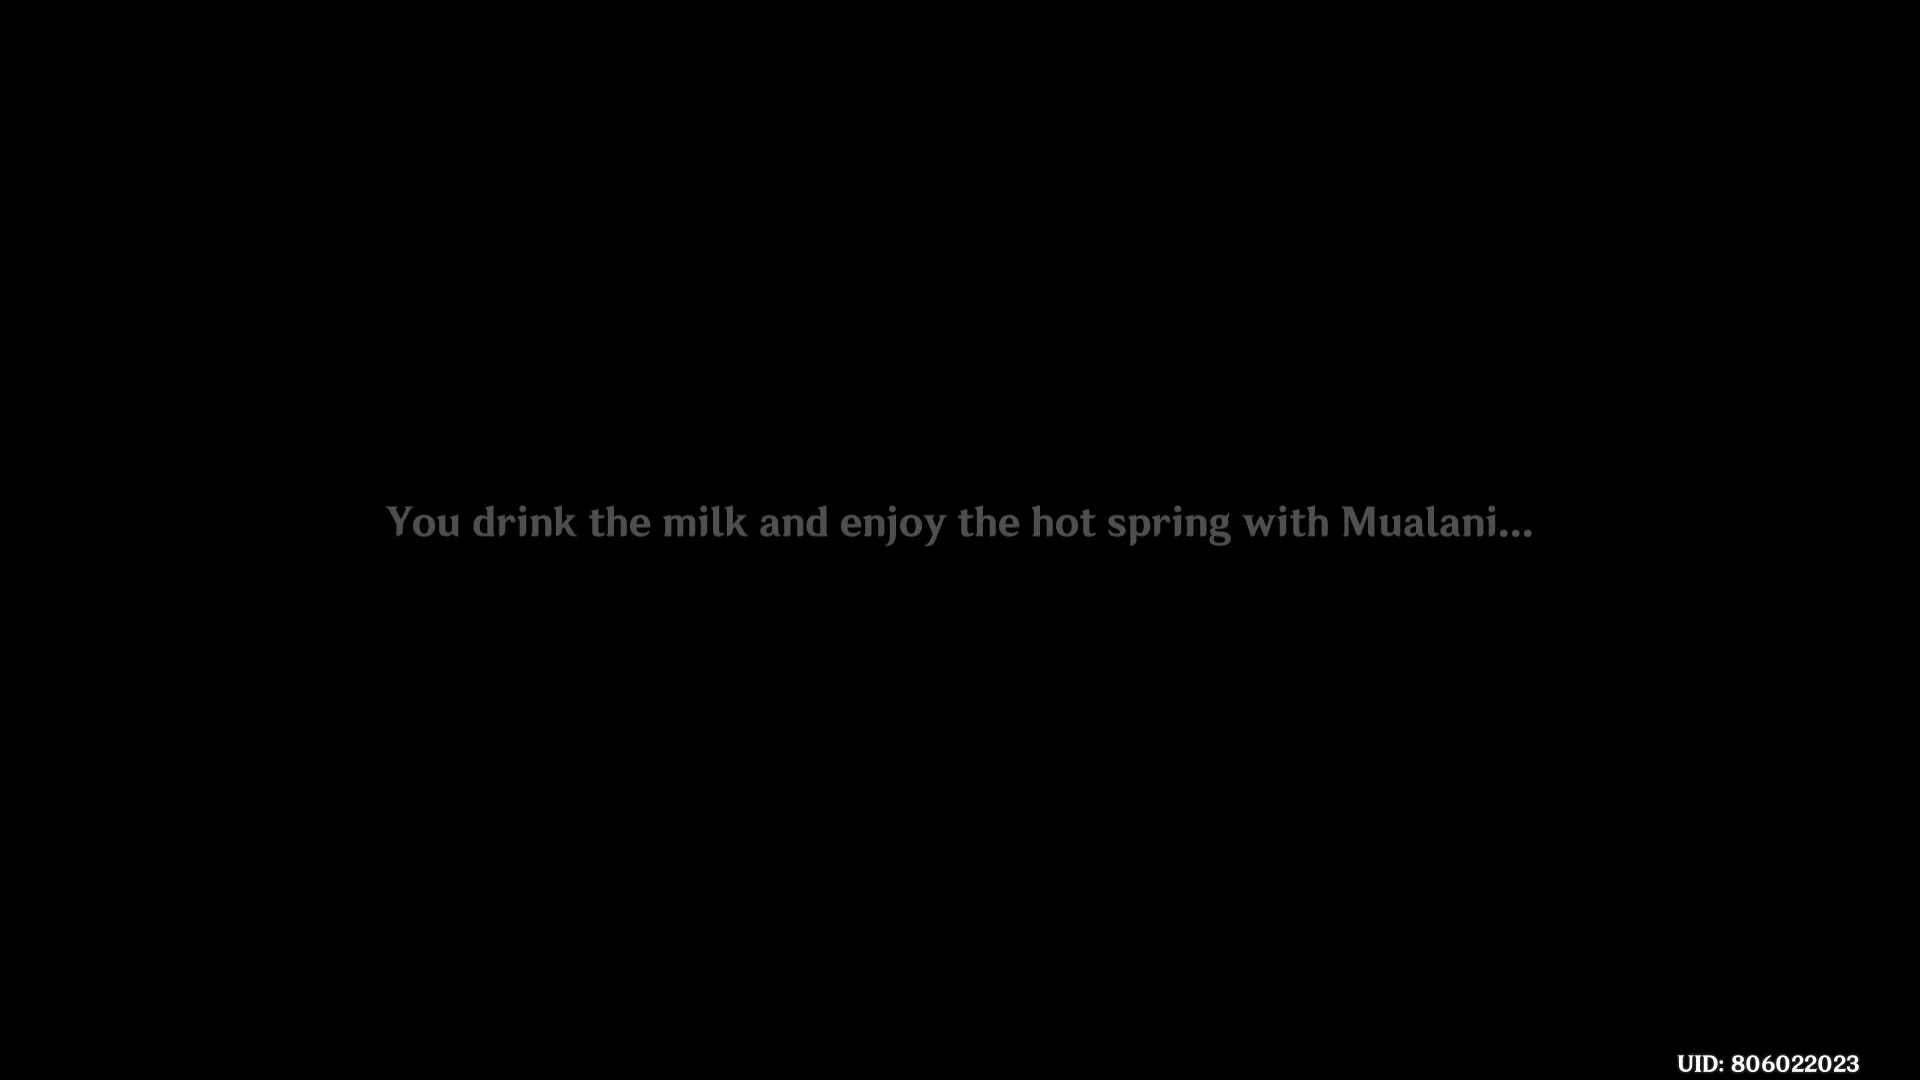 You drink the milk and enjoy the hot spring with Mualani...
UID: 806022023